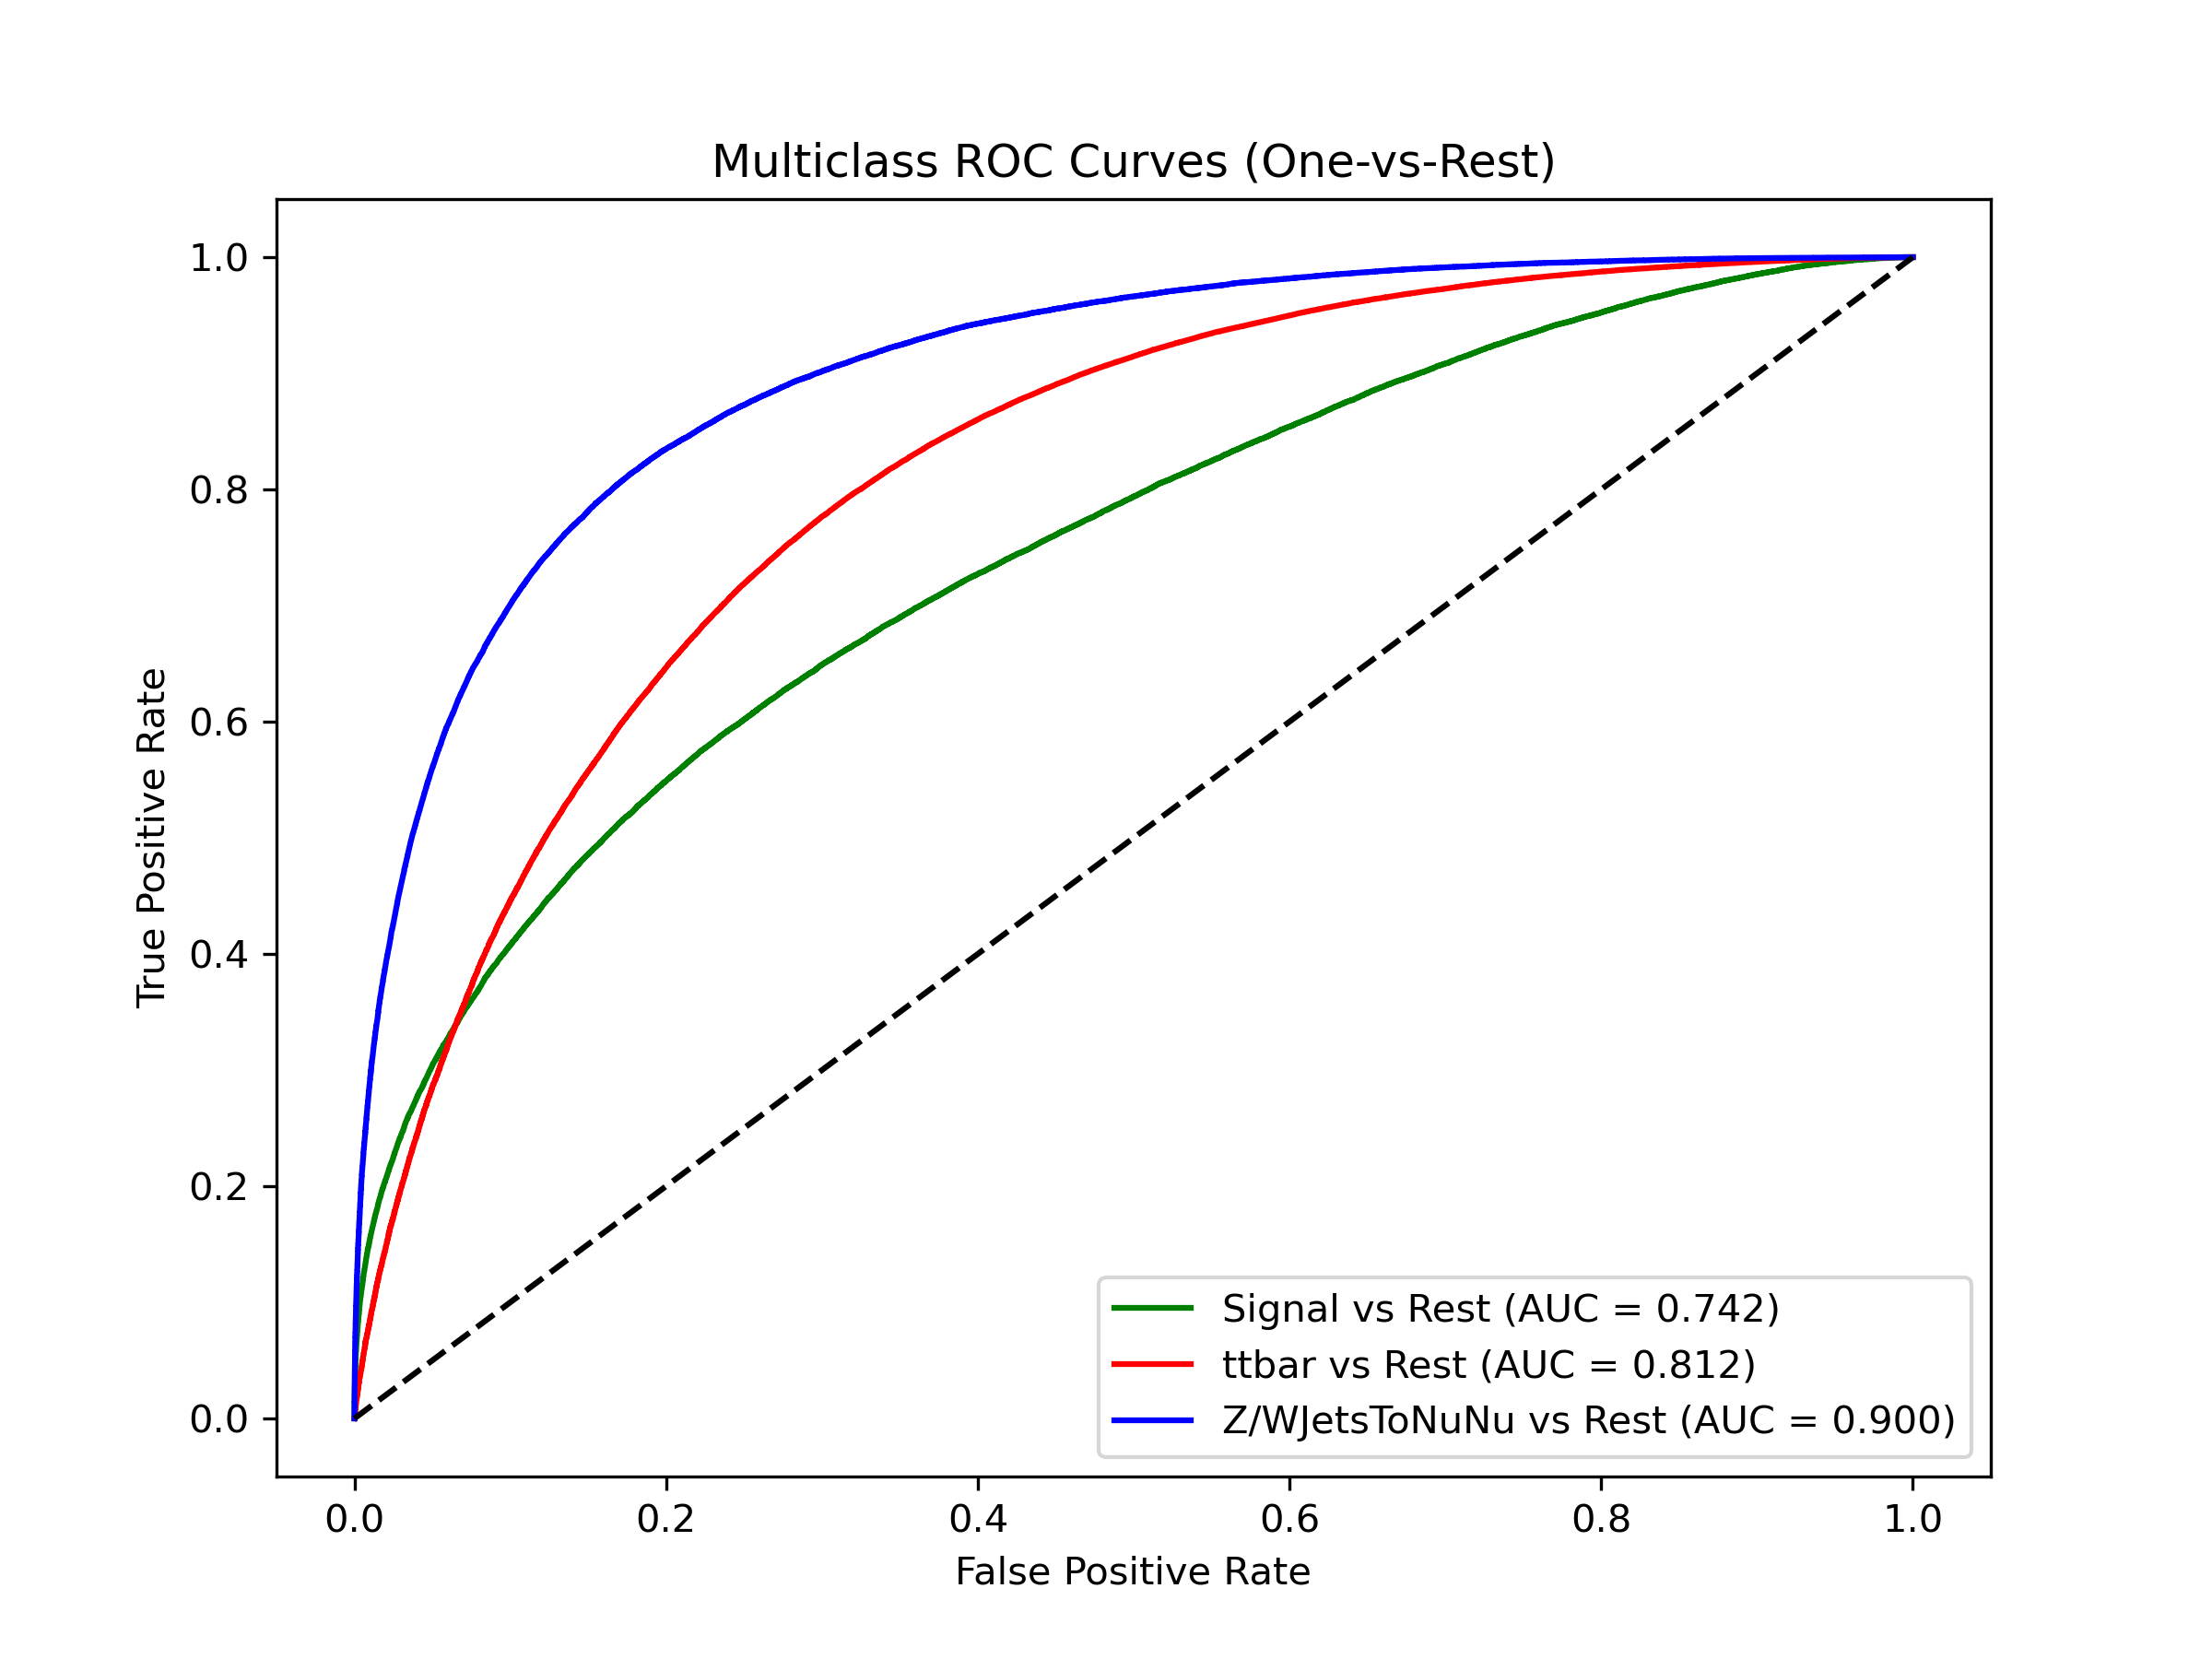 Multiclass ROC Curves (One-vs-Rest)
True Positive Rate
1.0
0.8
0.6
0.4
0.2
0.0
Signal vs Rest (AUC = 0.742)
ttbar vs Rest (AUC = 0.812)
Z/WJetsToNuNu vs Rest (AUC = 0.900)
0.0 0.2 0.4 0.6 0.8 1.0
False Positive Rate